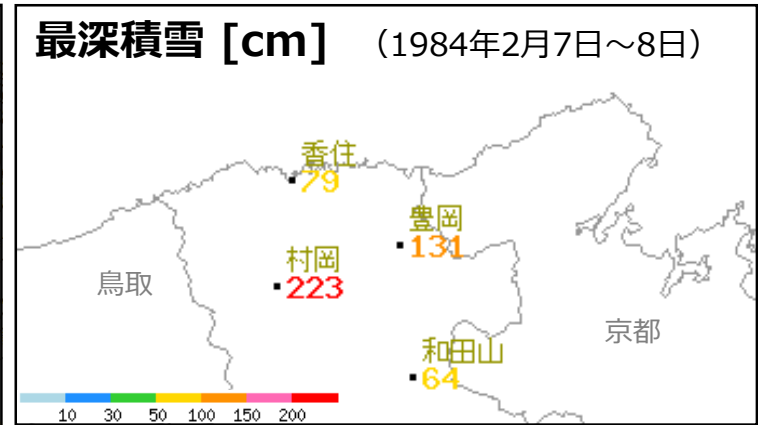 最深積雪 [cm] （1984年2月7日～8日）
香住
79
豊岡
131
村岡
223
鳥取
京都
和田山
64
10 30 50 100 150 200